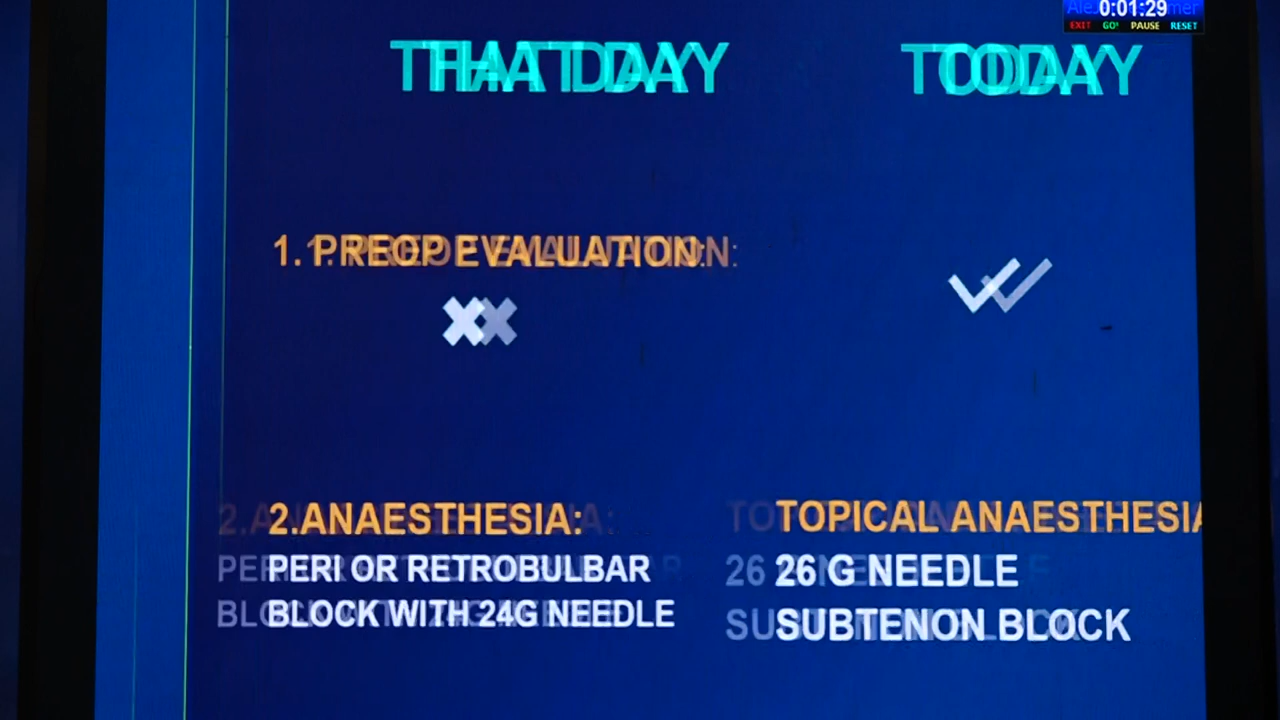 0:01:29
EXIT GO! PAUSE RESET
THAT DAY
TODAY
1. PREOP EVALUATION:
2.ANAESTHESIA:
PERI OR RETROBULBAR
BLOCK WITH 24G NEEDLE
TOPICAL ANAESTHESIA
26 G NEEDLE
SUBTENON BLOCK